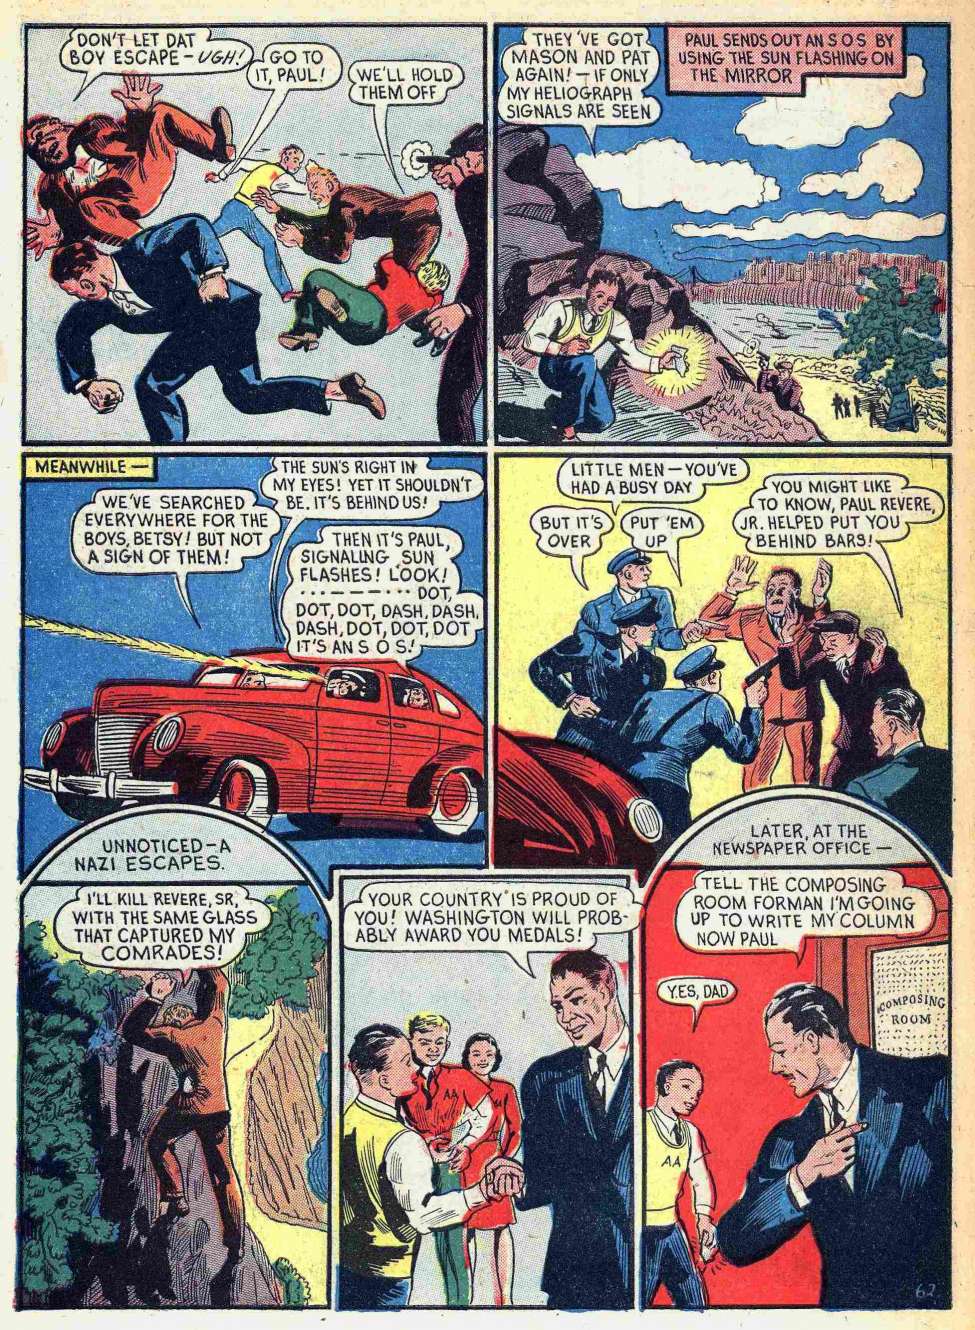 DON'T LET DAT
BOY ESCAPE - UGH!
GO TO
IT, PAUL!
WE'LL HOLD
THEM OFF
THEY'VE GOT
MASON AND PAT
AGAIN! - IF ONLY
MY HELIOGRAPH
SIGNALS ARE SEEN
PAUL SENDS OUT AN S O S BY
USING THE SUN FLASHING ON
THE MIRROR
MEANWHILE —
WE'VE SEARCHED
EVERYWHERE FOR THE
BOYS, BETSY! BUT NOT
A SIGN OF THEM!
THE SUN'S RIGHT IN
MY EYES! YET IT SHOULDN'T
BE. IT'S BEHIND US!
THEN IT'S PAUL,
SIGNALING SUN
FLASHES! LOOK!
... — — — ... DOT,
DOT, DOT, DASH, DASH,
DASH, DOT, DOT, DOT
IT'S AN S O S!
LITTLE MEN — YOU'VE
HAD A BUSY DAY
BUT IT'S
OVER
PUT 'EM
UP
YOU MIGHT LIKE
TO KNOW, PAUL REVERE,
JR. HELPED PUT YOU
BEHIND BARS!
UNNOTICED - A
NAZI ESCAPES.
I'LL KILL REVERE, SR,
WITH THE SAME GLASS
THAT CAPTURED MY
COMRADES!
YOUR COUNTRY IS PROUD OF
YOU! WASHINGTON WILL PROB-
ABLY AWARD YOU MEDALS!
AA
LATER, AT THE
NEWSPAPER OFFICE —
TELL THE COMPOSING
ROOM FOREMAN I'M GOING
UP TO WRITE MY COLUMN
NOW PAUL
YES, DAD
COMPOSING
ROOM
AA
62